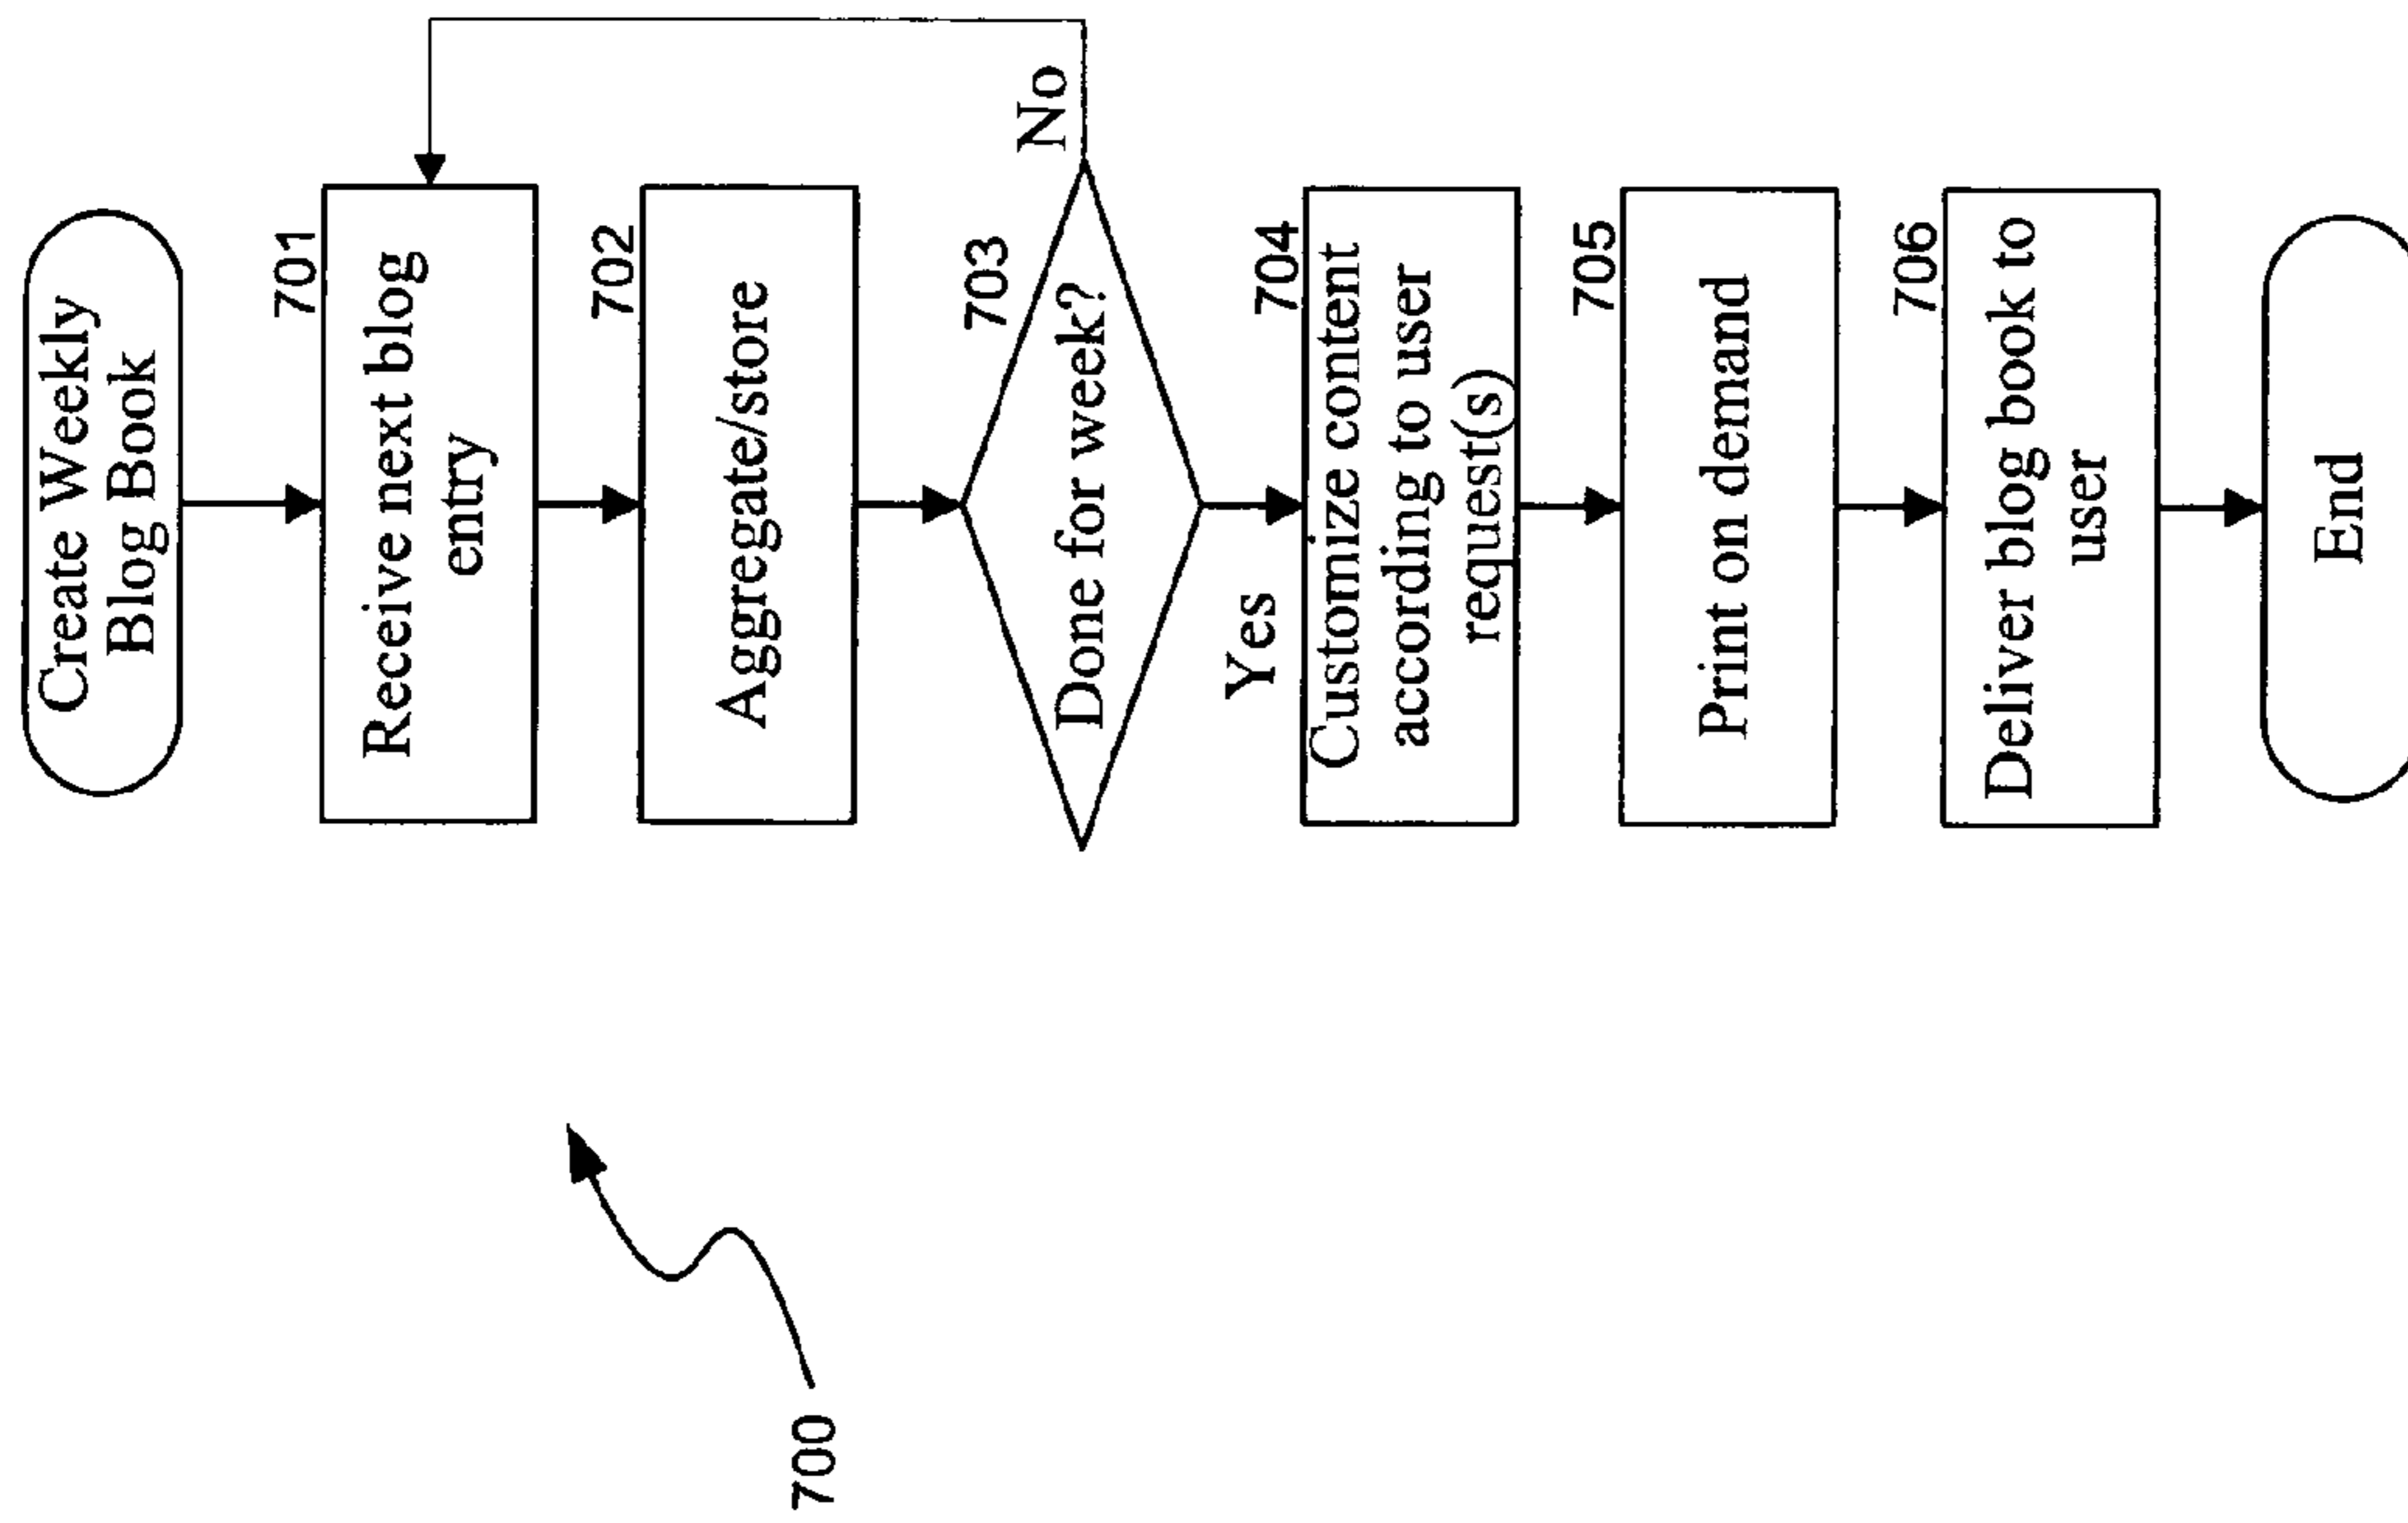 Create Weekly
Blog Book
701
Receive next blog
entry
702
Aggregate/store
703
Done for week?
No
Yes
704
Customize content
according to user
request(s)
705
Print on demand
706
Deliver blog book to
user
End
700